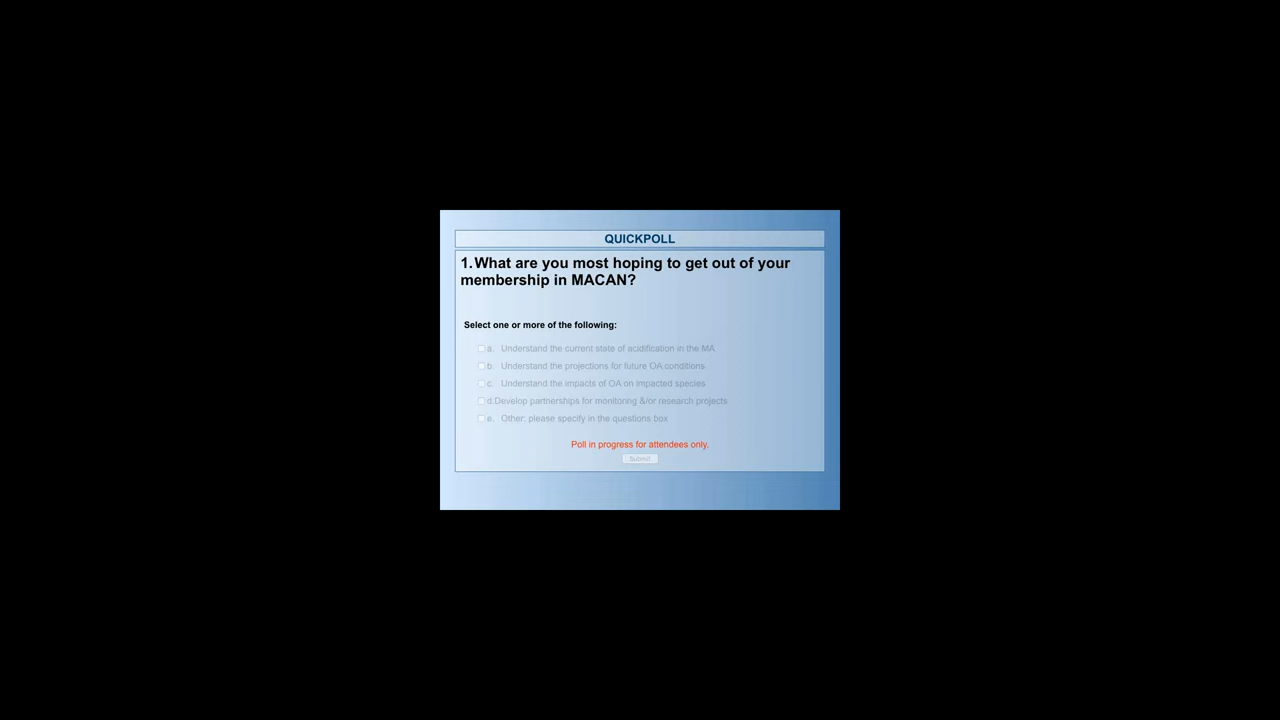 QUICKPOLL
1. What are you most hoping to get out of your
membership in MACAN?
Select one or more of the following:
a. Understand the current state of acidification in the MA
b. Understand the projections for future OA conditions
c. Understand the impacts of OA on impacted species
d.Develop partnerships for monitoring &/or research projects
e. Other: please specify in the questions box
Poll in progress for attendees only.
Submit